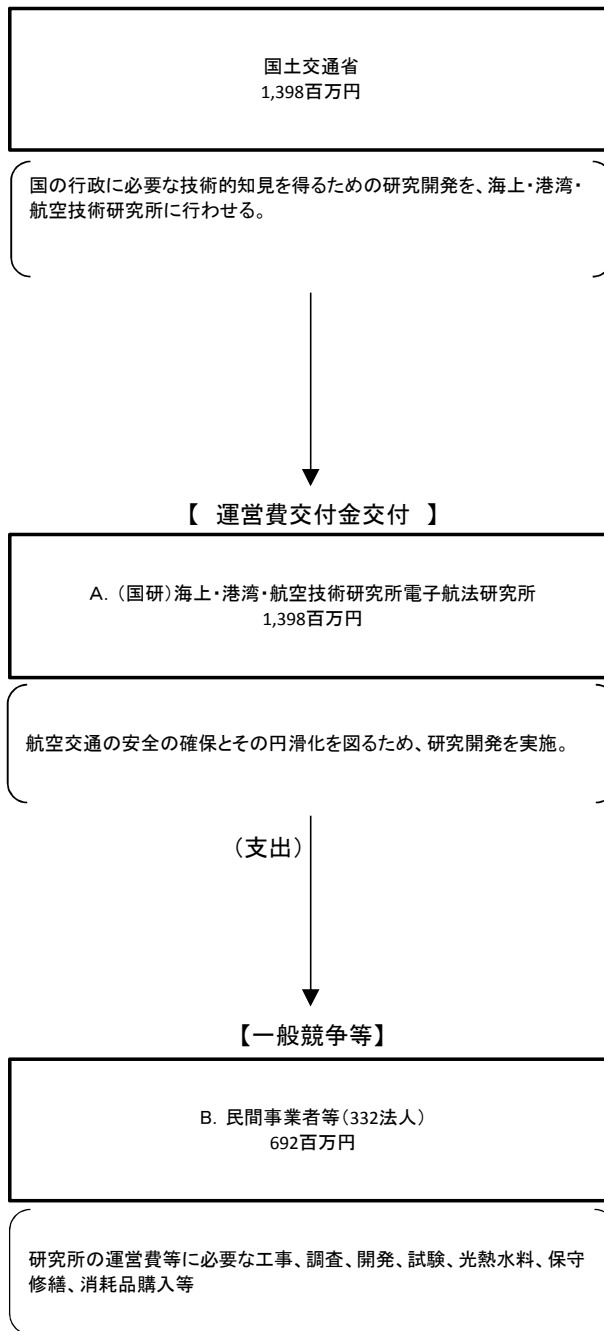 国土交通省
1,398百万円
国の行政に必要な技術的知見を得るための研究開発を、海上・港湾・
航空技術研究所に行わせる。
【　運営費交付金交付　】
A．（国研）海上・港湾・航空技術研究所電子航法研究所
1,398百万円
航空交通の安全の確保とその円滑化を図るため、研究開発を実施。
（支出）
【一般競争等】
B．民間事業者等（332法人）
692百万円
研究所の運営費等に必要な工事、調査、開発、試験、光熱水料、保守
修繕、消耗品購入等